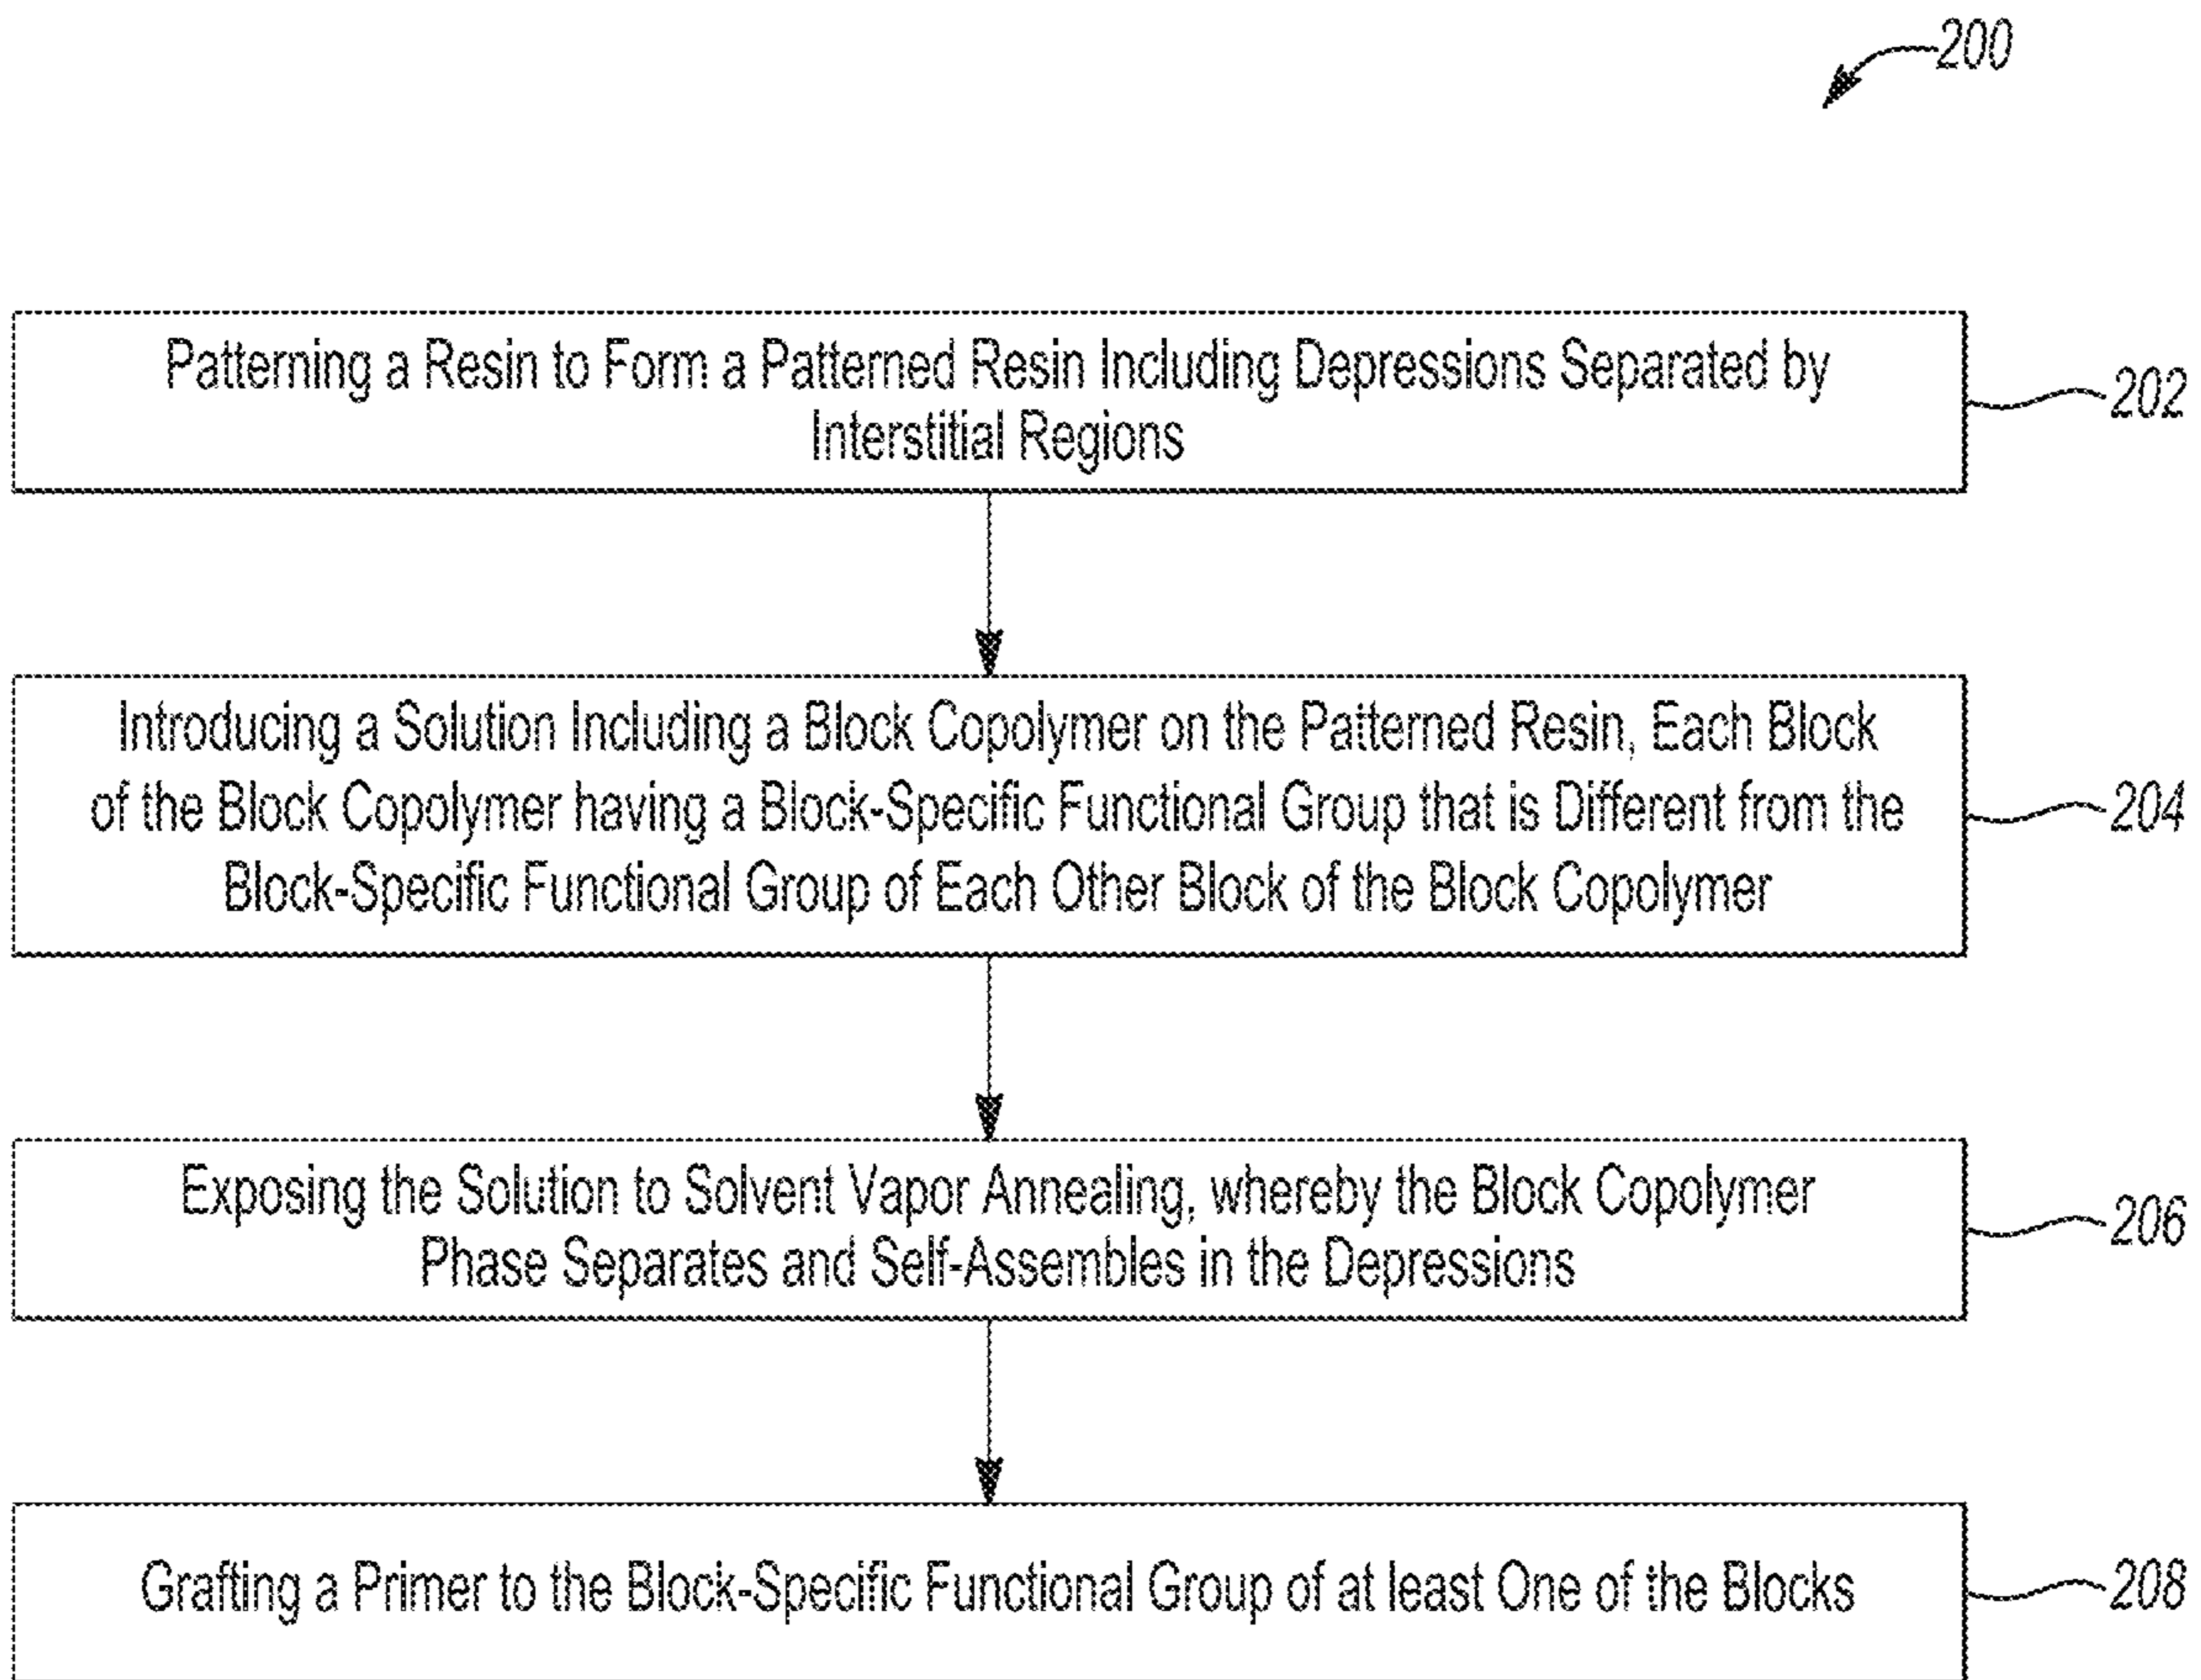 200
Patterning a Resin to Form a Patterned Resin Including Depressions Separated by
Interstitial Regions
202
Introducing a Solution Including a Block Copolymer on the Patterned Resin, Each Block
of the Block Copolymer having a Block-Specific Functional Group that is Different from the
Block-Specific Functional Group of Each Other Block of the Block Copolymer
204
Exposing the Solution to Solvent Vapor Annealing, whereby the Block Copolymer
Phase Separates and Self-Assembles in the Depressions
206
Grafting a Primer to the Block-Specific Functional Group of at least One of the Blocks
208